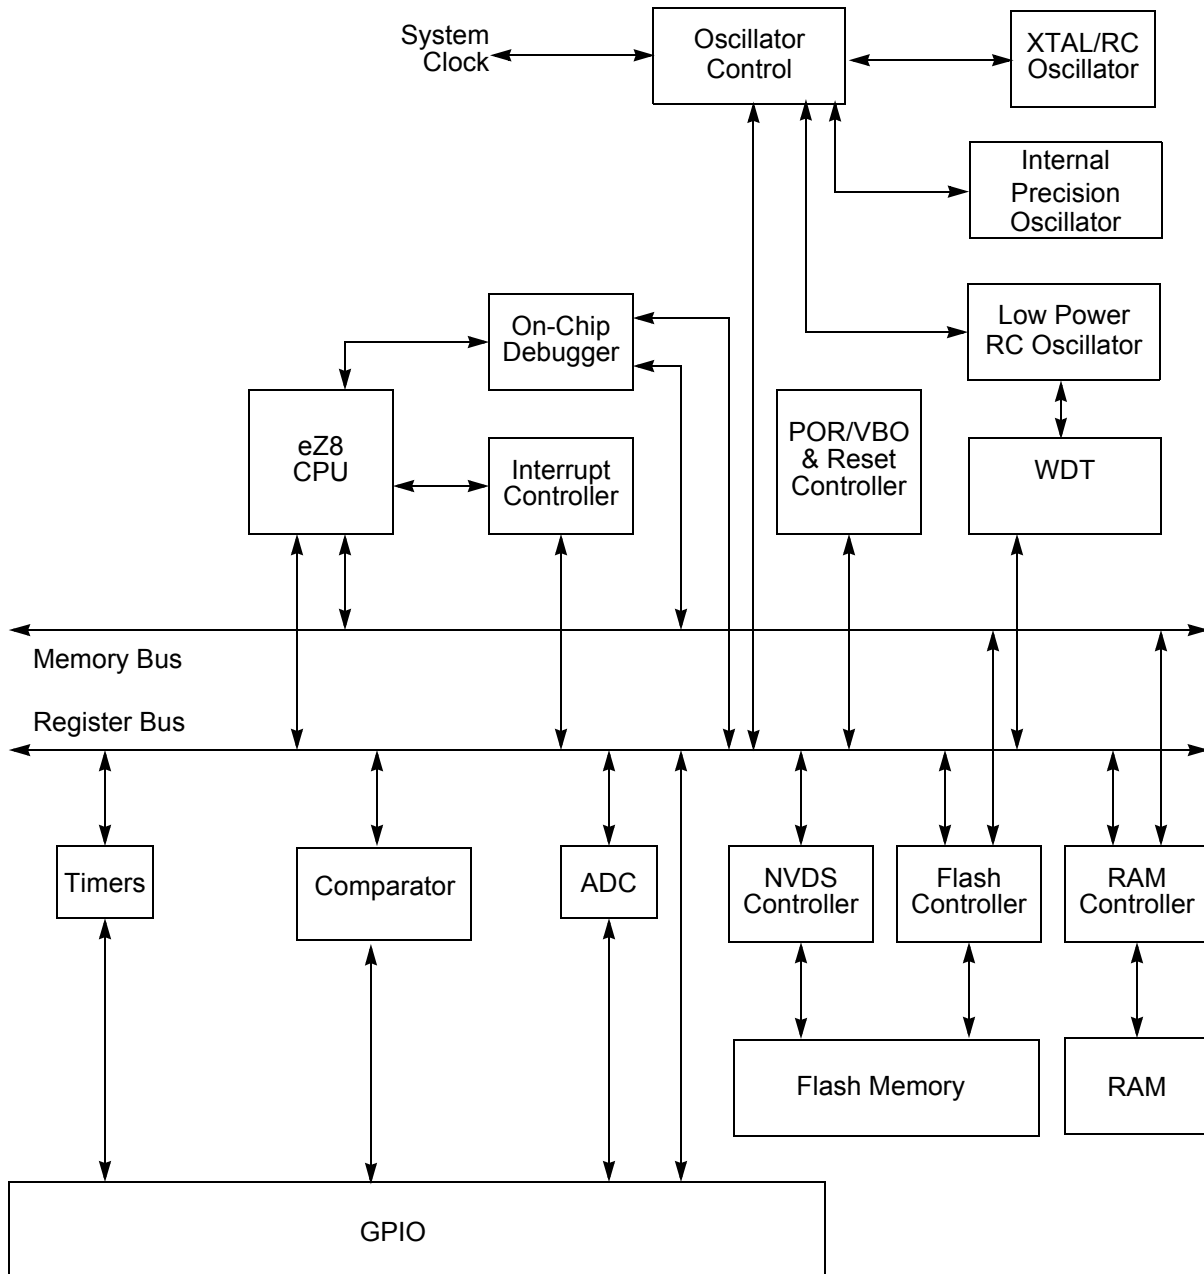 System
Clock
Oscillator
Control
XTAL/RC
Oscillator
Internal
Precision
Oscillator
On-Chip
Debugger
Low Power
RC Oscillator
eZ8
CPU
Interrupt
Controller
POR/VBO
& Reset
Controller
WDT
Memory Bus
Register Bus
Timers
Comparator
ADC
NVDS
Controller
Flash
Controller
RAM
Controller
Flash Memory
RAM
GPIO